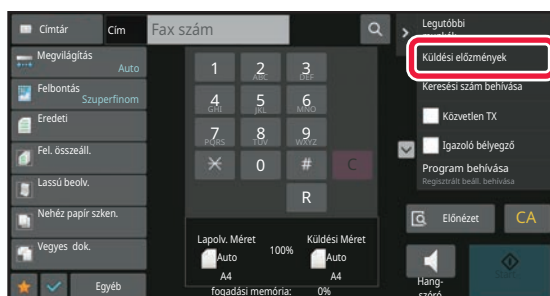 Címtár
Cím
Fax szám
Megvilágítás
Auto
Felbontás
Szuperfinom
Eredeti
Fel. összeáll.
Lassú beolv.
Nehéz papír szken.
Vegyes dok.
Egyéb
1
2
ABC
3
DEF
4
GHI
5
JKL
6
MNO
7
PQRS
8
TUV
9
WXYZ
0
#
C
R
Lapolv. Méret
100%
Küldési Méret
Auto
A4
Auto
A4
fogadási memória: 0%
Legutóbbi
munkák
Küldési előzmények
Keresési szám behívása
Közvetlen TX
Igazoló bélyegző
Program behívása
Regisztrált beáll. behívása
Előnézet
CA
Hang-
szóró
Start